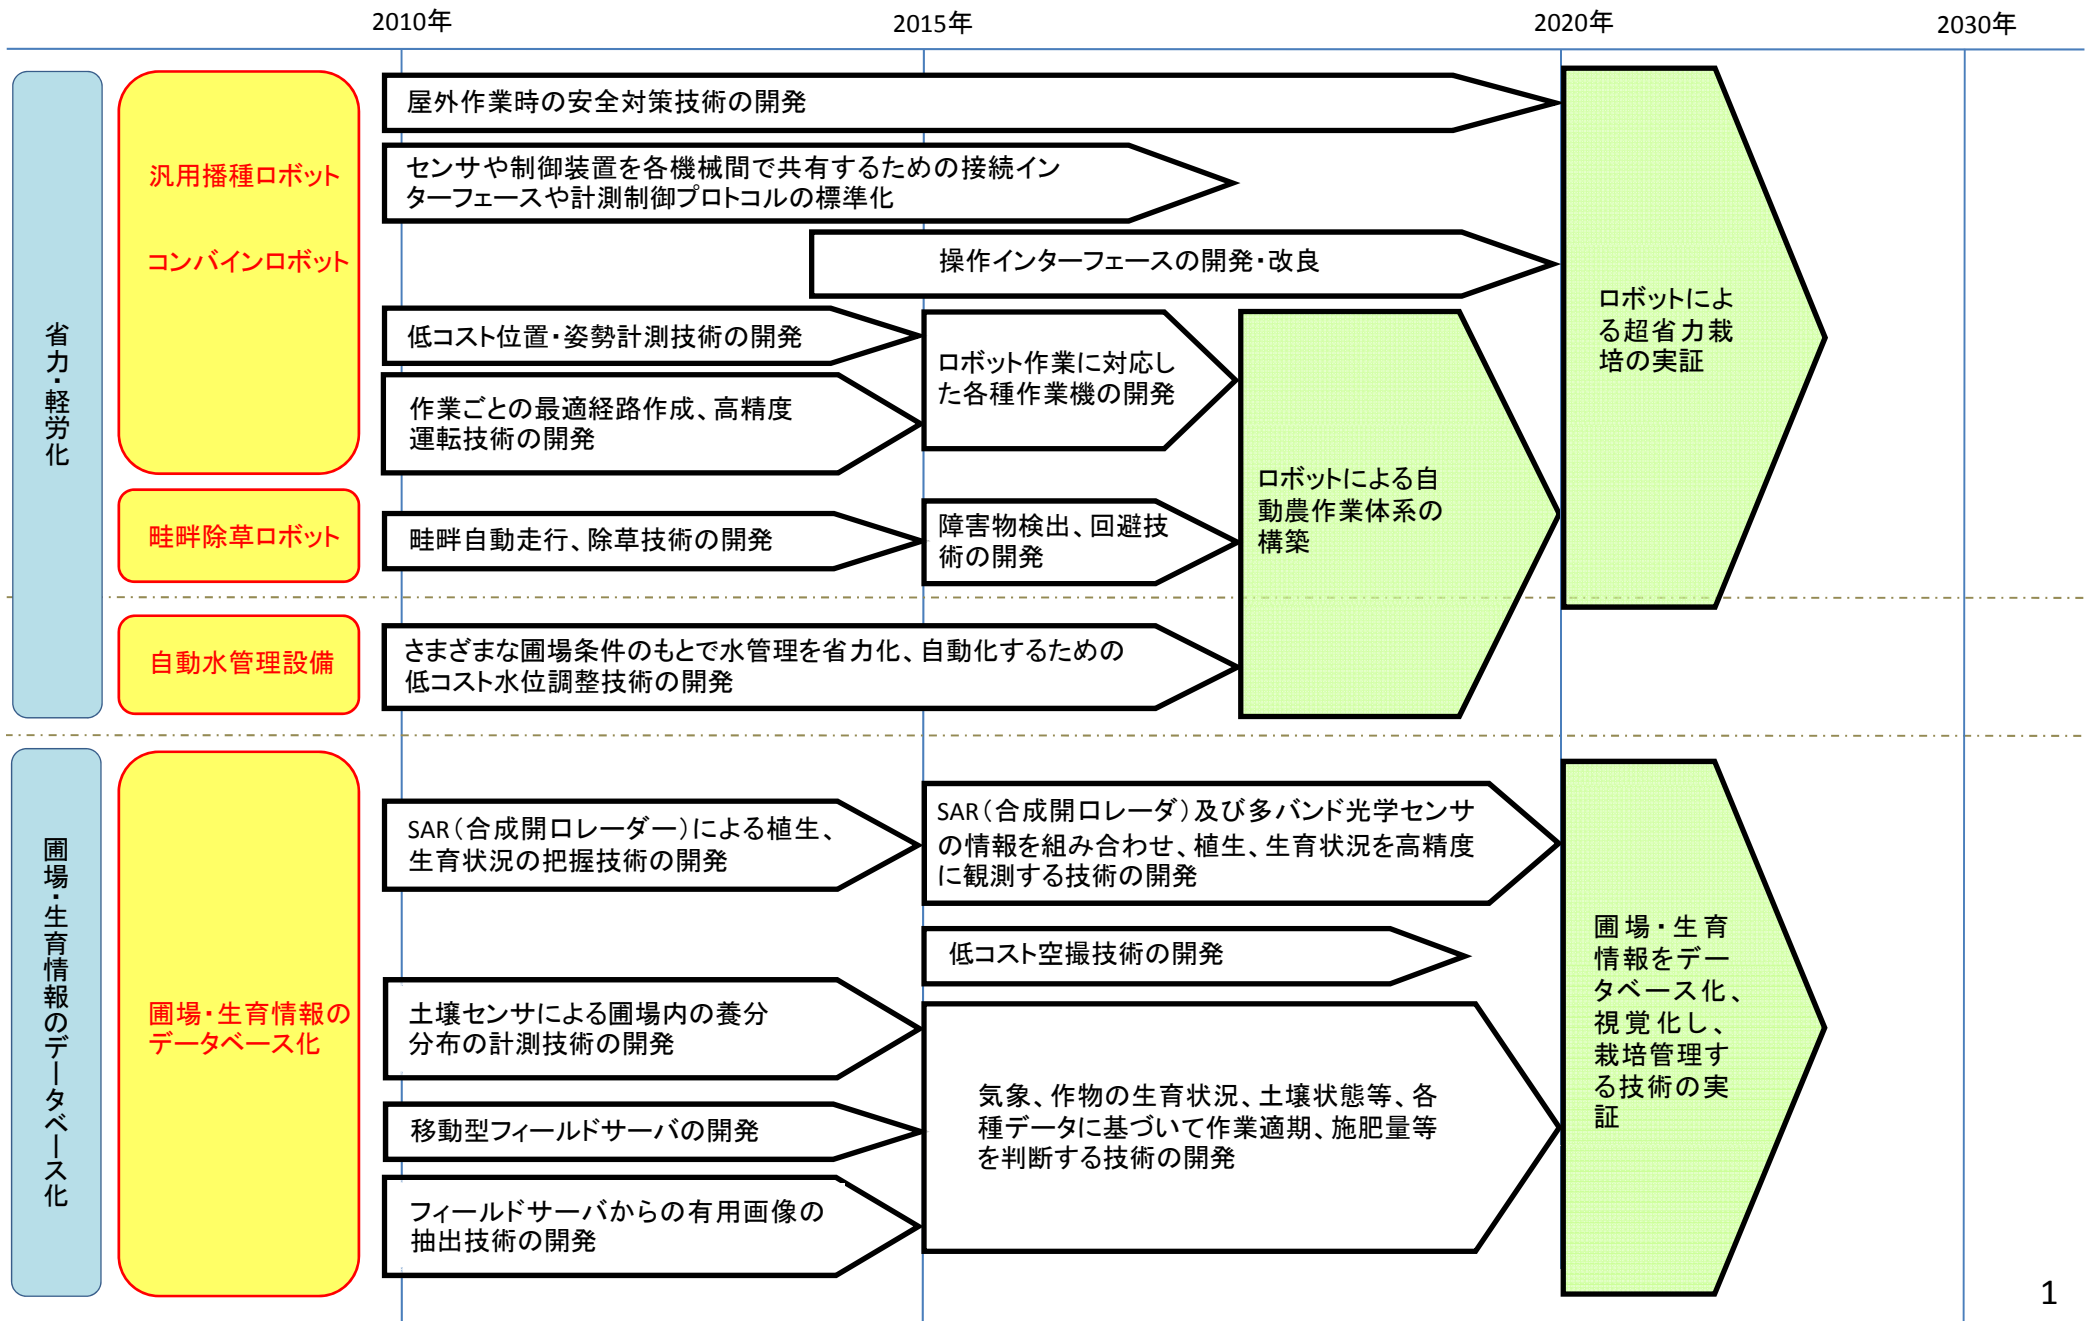 2010年
2015年
2020年
2030年
省力・軽労化
汎用播種ロボット
コンバインロボット
屋外作業時の安全対策技術の開発
センサや制御装置を各機械間で共有するための接続イン
ターフェースや計測制御プロトコルの標準化
操作インターフェースの開発・改良
低コスト位置・姿勢計測技術の開発
作業ごとの最適経路作成、高精度
運転技術の開発
ロボット作業に対応し
た各種作業機の開発
ロボットによ
る超省力栽
培の実証
畦畔除草ロボット
畦畔自動走行、除草技術の開発
障害物検出、回避技
術の開発
ロボットによる自
動農作業体系の
構築
自動水管理設備
さまざまな圃場条件のもとで水管理を省力化、自動化するための
低コスト水位調整技術の開発
圃場・生育情報のデータベース化
圃場・生育情報の
データベース化
SAR（合成開口レーダー）による植生、
生育状況の把握技術の開発
SAR（合成開口レーダ）及び多バンド光学センサ
の情報を組み合わせ、植生、生育状況を高精度
に観測する技術の開発
低コスト空撮技術の開発
土壌センサによる圃場内の養分
分布の計測技術の開発
移動型フィールドサーバの開発
フィールドサーバからの有用画像の
抽出技術の開発
気象、作物の生育状況、土壌状態等、各
種データに基づいて作業適期、施肥量等
を判断する技術の開発
圃場・生育
情報をデー
タベース化、
視覚化し、
栽培管理す
る技術の実
証
1